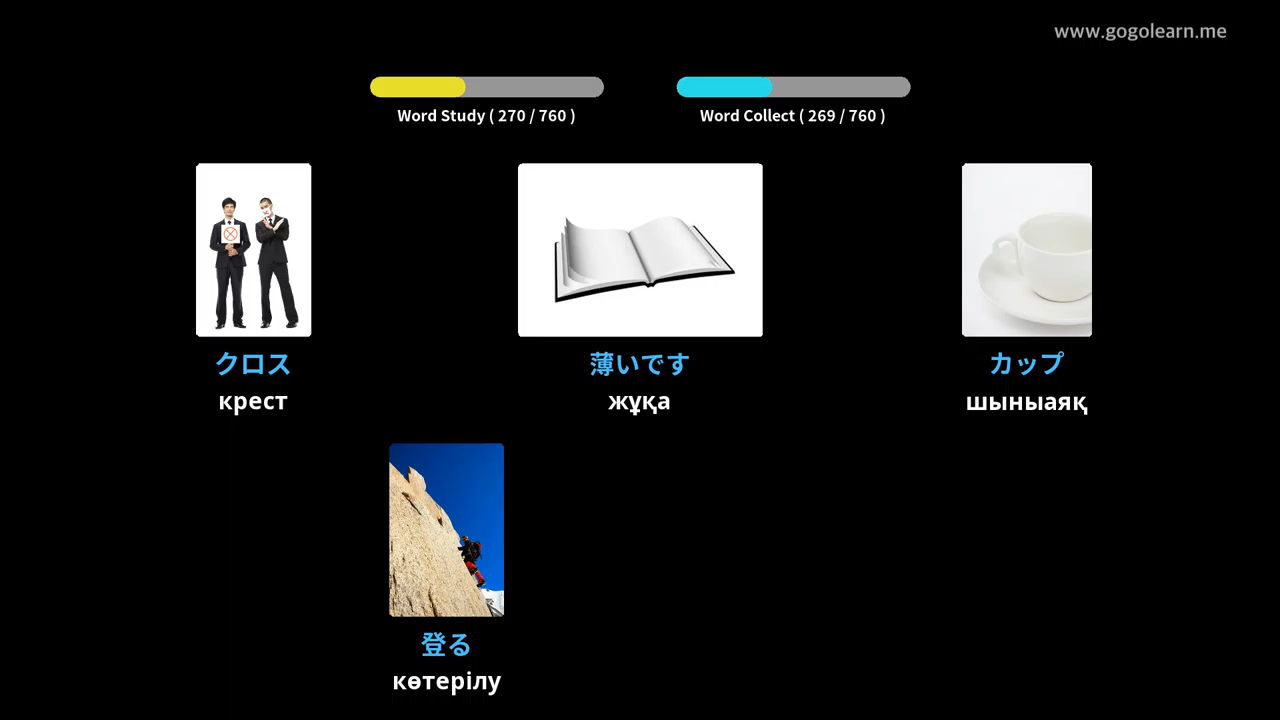 www.gogolearn.me
Word Study ( 270 / 760 )
Word Collect ( 269 / 760 )
クロス
крест
薄いです
жұқа
カップ
шыныаяқ
登る
көтерілу